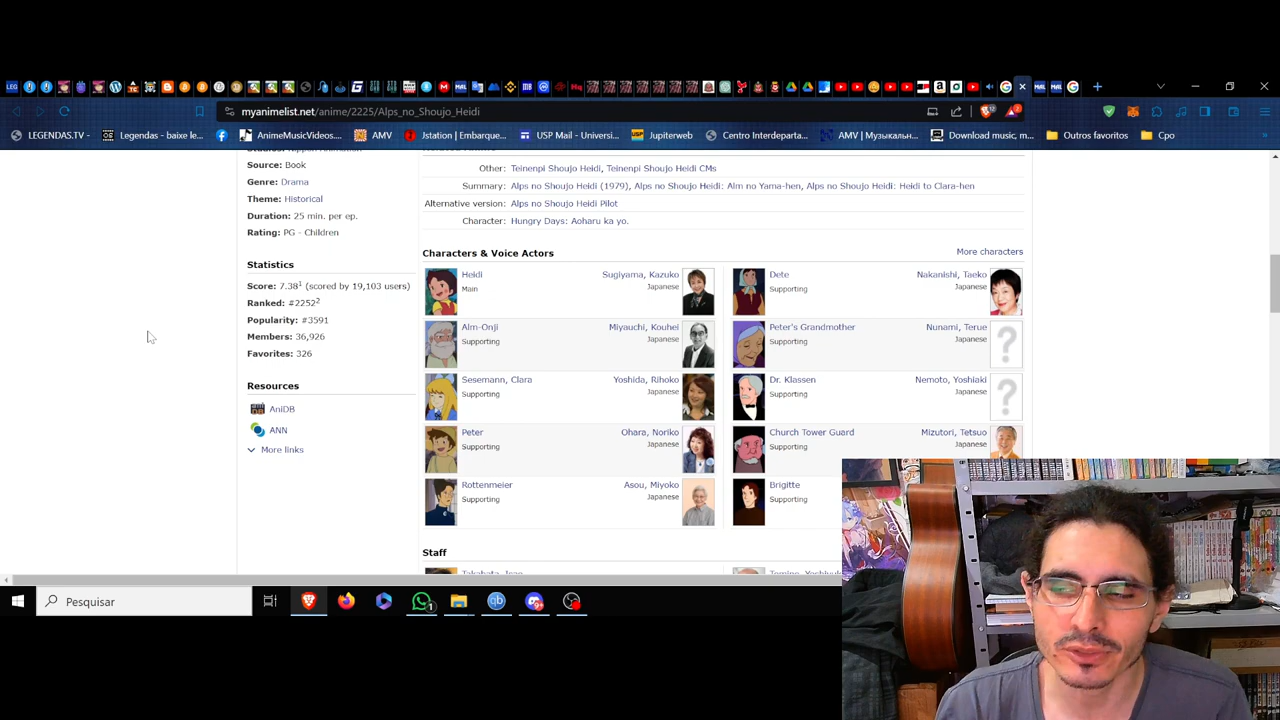 myanimelist.net/anime/2225/Alps_no_Shoujo_Heidi
LEGENDAS.TV -
Legendas - baixe le...
AnimeMusicVideos....
AMV
Jstation | Embarque...
USP Mail - Universi...
Jupiterweb
Centro Interdeparta...
AMV | Музыкальн...
Download music, m...
Outros favoritos
Cpo
Source: Book
Genre: Drama
Theme: Historical
Duration: 25 min. per ep.
Rating: PG - Children
Statistics
Score: 7.38¹ (scored by 19,103 users)
Ranked: #2252²
Popularity: #3591
Members: 36,926
Favorites: 326
Resources
AniDB
ANN
More links
Other: Teinenpi Shoujo Heidi, Teinenpi Shoujo Heidi CMs
Summary: Alps no Shoujo Heidi (1979), Alps no Shoujo Heidi: Alm no Yama-hen, Alps no Shoujo Heidi: Heidi to Clara-hen
Alternative version: Alps no Shoujo Heidi Pilot
Character: Hungry Days: Aoharu ka yo.
Characters & Voice Actors
More characters
Heidi
Main
Sugiyama, Kazuko
Japanese
Dete
Supporting
Nakanishi, Taeko
Japanese
Alm-Onji
Supporting
Miyauchi, Kouhei
Japanese
Peter's Grandmother
Supporting
Nunami, Terue
Japanese
Sesemann, Clara
Supporting
Yoshida, Rihoko
Japanese
Dr. Klassen
Supporting
Nemoto, Yoshiaki
Japanese
Peter
Supporting
Ohara, Noriko
Japanese
Church Tower Guard
Supporting
Mizutori, Tetsuo
Japanese
Rottenmeier
Supporting
Asou, Miyoko
Japanese
Brigitte
Supporting
Staff
Pesquisar